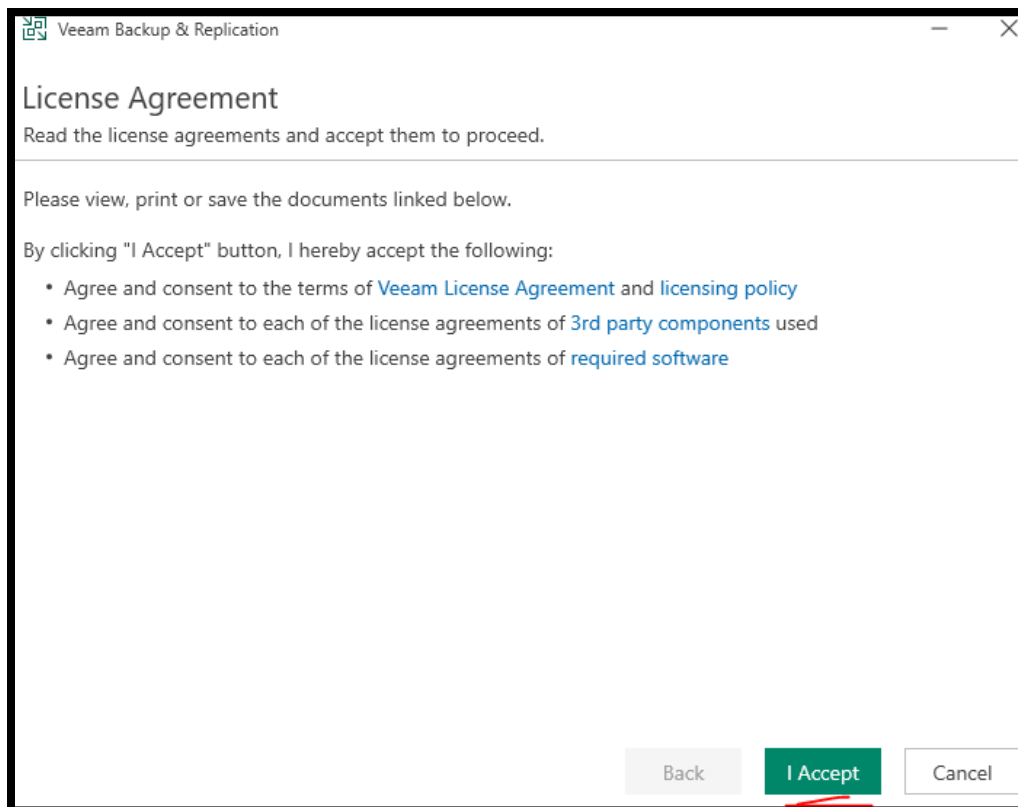 Veeam Backup & Replication
License Agreement
Read the license agreements and accept them to proceed.
Please view, print or save the documents linked below.
By clicking "I Accept" button, I hereby accept the following:
• Agree and consent to the terms of Veeam License Agreement and licensing policy
• Agree and consent to each of the license agreements of 3rd party components used
• Agree and consent to each of the license agreements of required software
Back I Accept Cancel